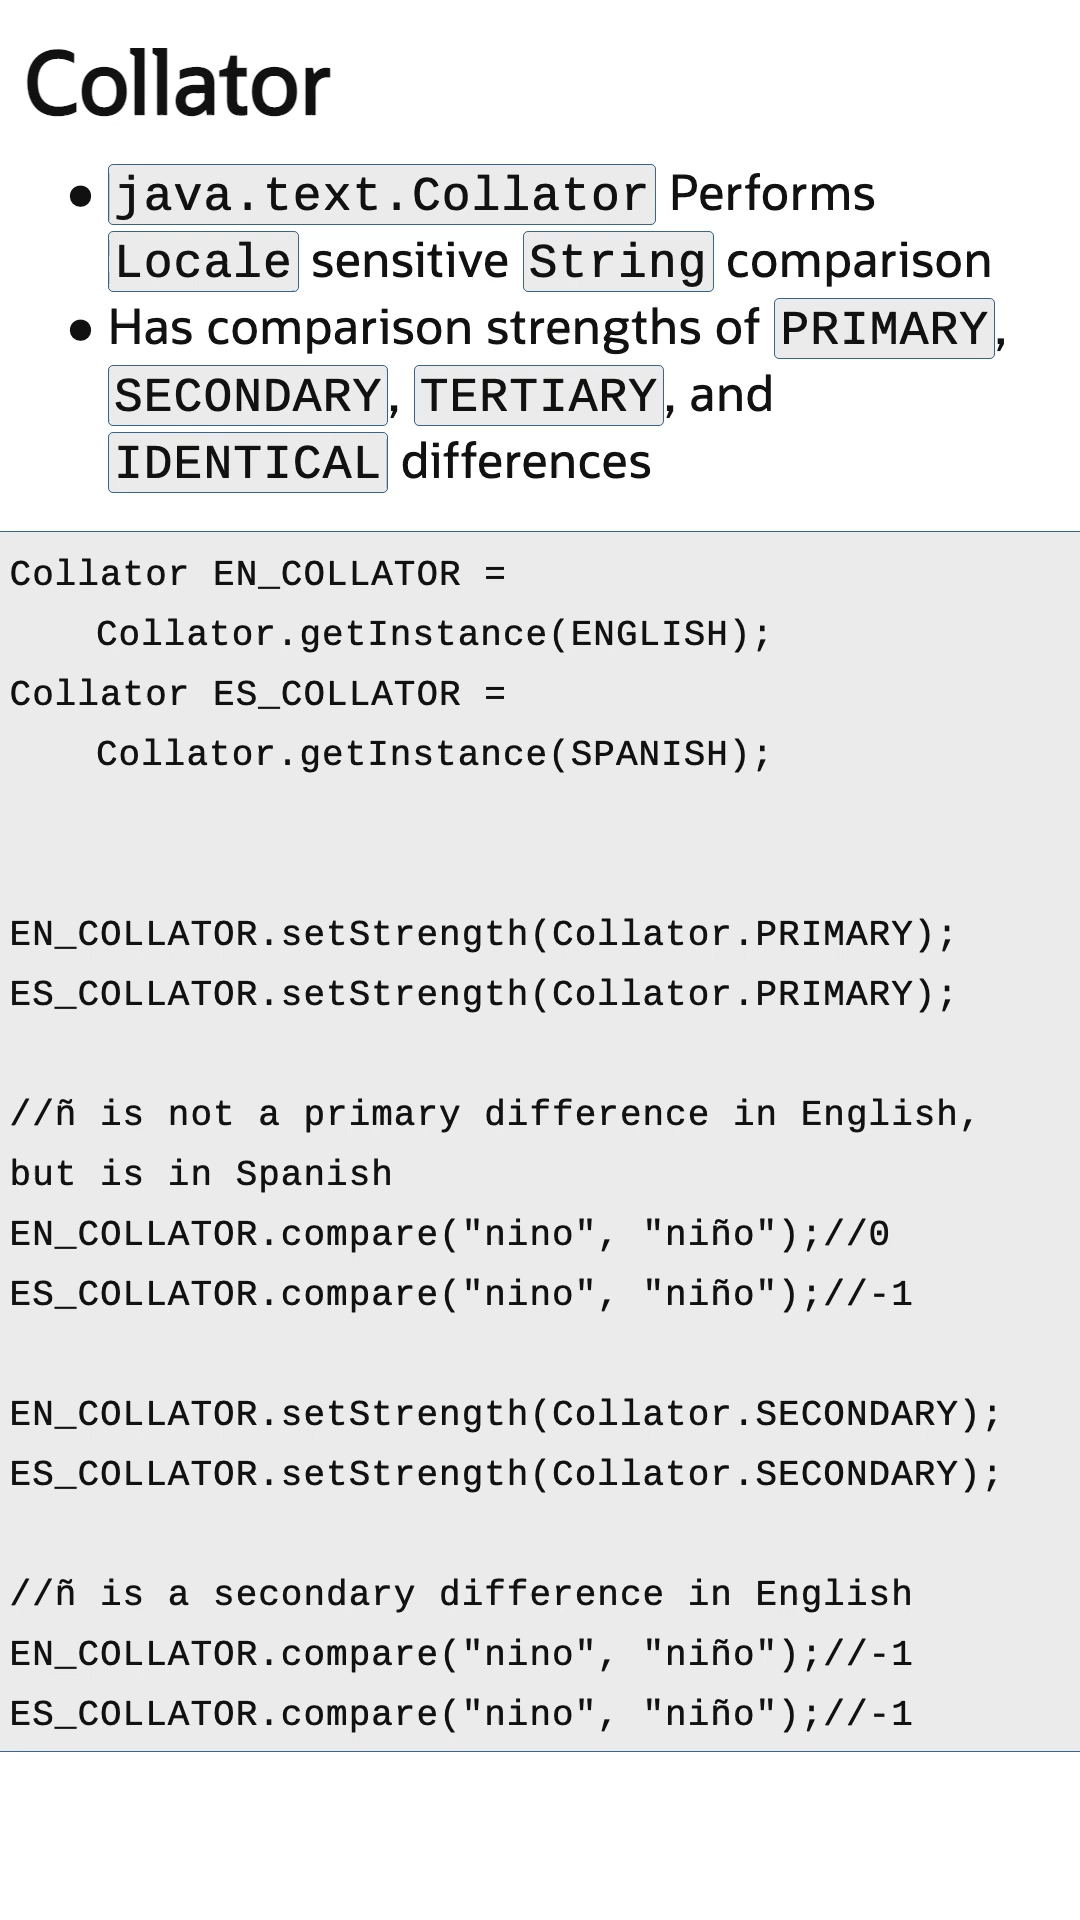 Collator
• java.text.Collator Performs
Locale sensitive String comparison
• Has comparison strengths of PRIMARY,
SECONDARY, TERTIARY, and
IDENTICAL differences
Collator EN_COLLATOR =
    Collator.getInstance(ENGLISH);
Collator ES_COLLATOR =
    Collator.getInstance(SPANISH);
EN_COLLATOR.setStrength(Collator.PRIMARY);
ES_COLLATOR.setStrength(Collator.PRIMARY);
//ñ is not a primary difference in English,
but is in Spanish
EN_COLLATOR.compare("nino", "niño");//0
ES_COLLATOR.compare("nino", "niño");//-1
EN_COLLATOR.setStrength(Collator.SECONDARY);
ES_COLLATOR.setStrength(Collator.SECONDARY);
//ñ is a secondary difference in English
EN_COLLATOR.compare("nino", "niño");//-1
ES_COLLATOR.compare("nino", "niño");//-1